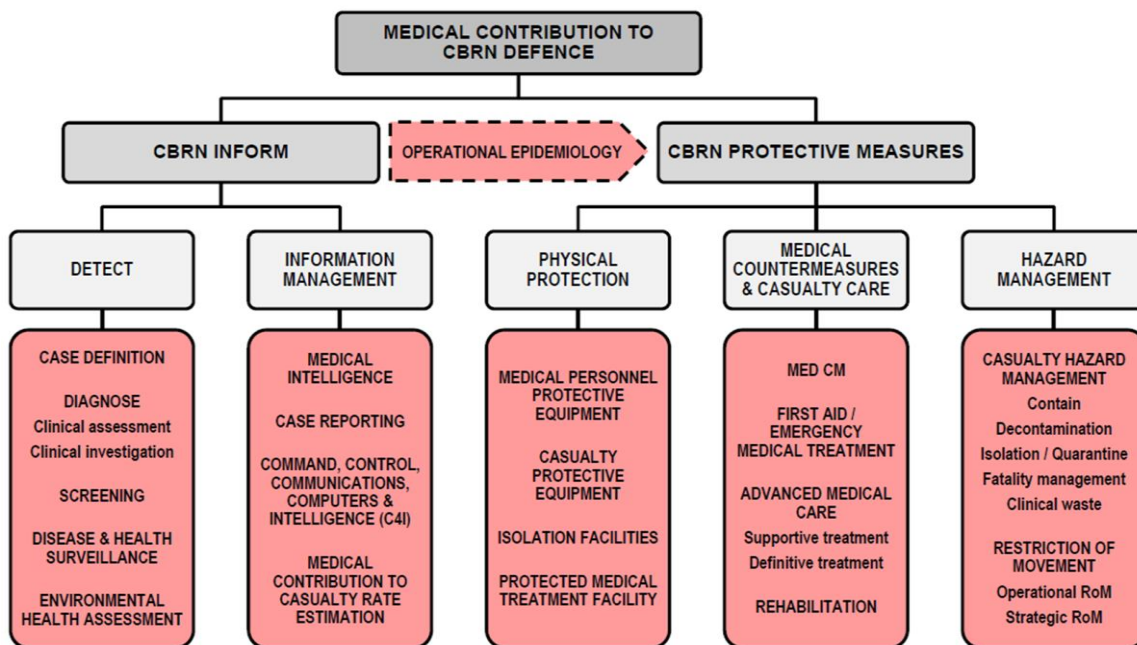 MEDICAL CONTRIBUTION TO
CBRN DEFENCE
CBRN INFORM
OPERATIONAL EPIDEMIOLOGY
CBRN PROTECTIVE MEASURES
DETECT
INFORMATION
MANAGEMENT
PHYSICAL
PROTECTION
MEDICAL
COUNTERMEASURES
& CASUALTY CARE
HAZARD
MANAGEMENT
CASE DEFINITION
DIAGNOSE
Clinical assessment
Clinical investigation
SCREENING
DISEASE & HEALTH
SURVEILLANCE
ENVIRONMENTAL
HEALTH ASSESSMENT
MEDICAL
INTELLIGENCE
CASE REPORTING
COMMAND, CONTROL,
COMMUNICATIONS,
COMPUTERS &
INTELLIGENCE (C4I)
MEDICAL
CONTRIBUTION TO
CASUALTY RATE
ESTIMATION
MEDICAL PERSONNEL
PROTECTIVE
EQUIPMENT
CASUALTY
PROTECTIVE
EQUIPMENT
ISOLATION FACILITIES
PROTECTED MEDICAL
TREATMENT FACILITY
MED CM
FIRST AID /
EMERGENCY
MEDICAL TREATMENT
ADVANCED MEDICAL
CARE
Supportive treatment
Definitive treatment
REHABILITATION
CASUALTY HAZARD
MANAGEMENT
Contain
Decontamination
Isolation / Quarantine
Fatality management
Clinical waste
RESTRICTION OF
MOVEMENT
Operational RoM
Strategic RoM